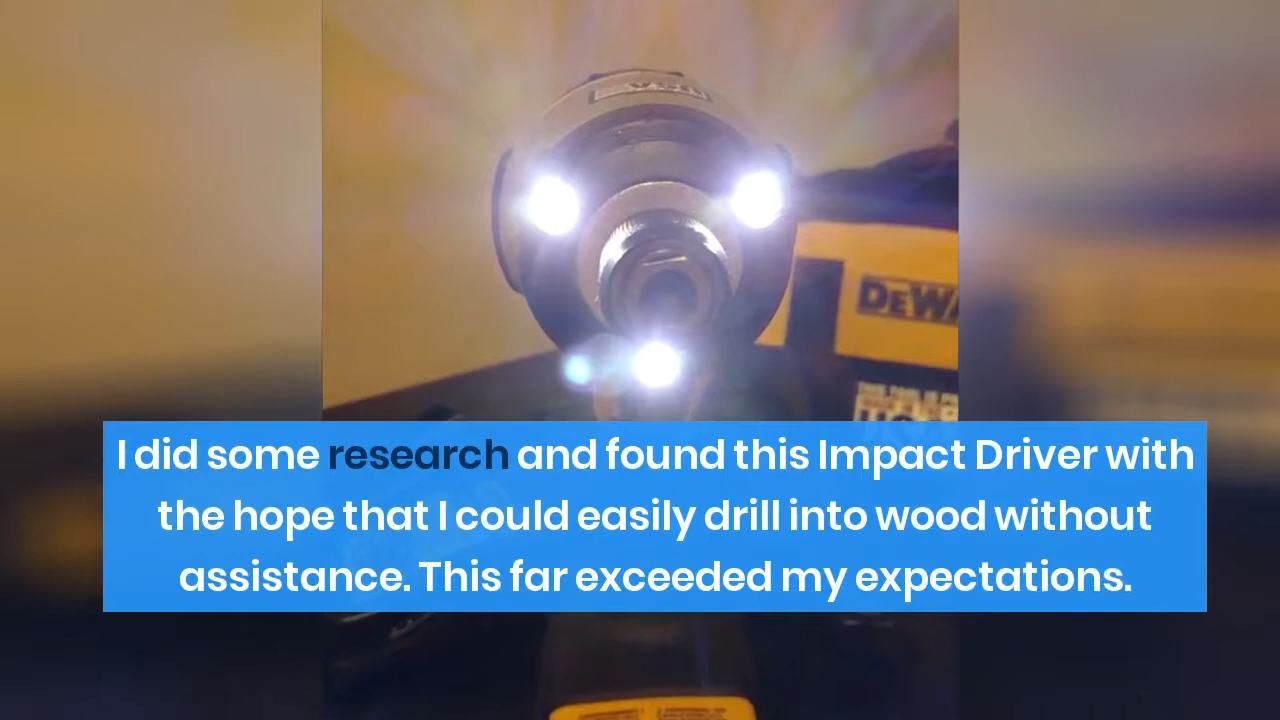 DEWA
I did some research and found this Impact Driver with
the hope that I could easily drill into wood without
assistance. This far exceeded my expectations.